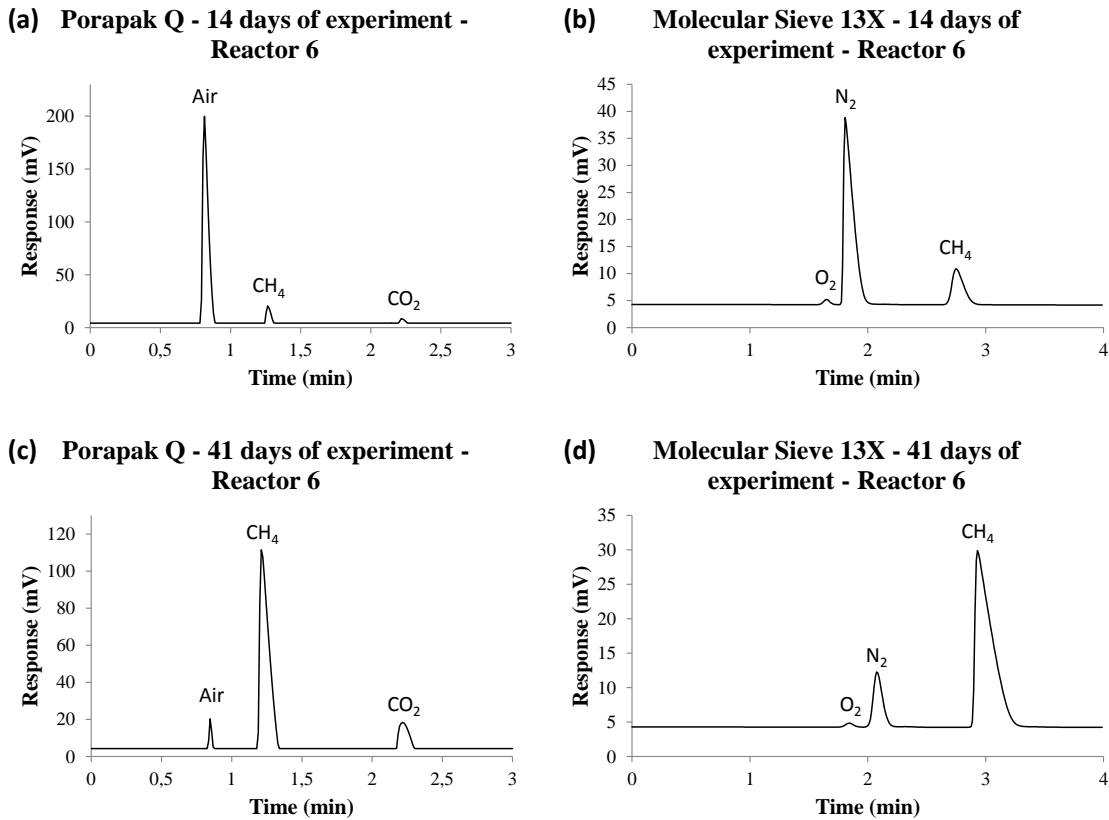 (a) Porapak Q - 14 days of experiment -
Reactor 6
Response (mV)
200
150
100
50
0
Air
CH₄
CO₂
0 0,5 1 1,5 2 2,5 3
Time (min)
(b) Molecular Sieve 13X - 14 days of
experiment - Reactor 6
Response (mV)
45
40
35
30
25
20
15
10
5
0
N₂
O₂
CH₄
0 1 2 3 4
Time (min)
(c) Porapak Q - 41 days of experiment -
Reactor 6
Response (mV)
120
100
80
60
40
20
0
CH₄
Air
CO₂
0 0,5 1 1,5 2 2,5 3
Time (min)
(d) Molecular Sieve 13X - 41 days of
experiment - Reactor 6
Response (mV)
35
30
25
20
15
10
5
0
CH₄
N₂
O₂
0 1 2 3 4
Time (min)